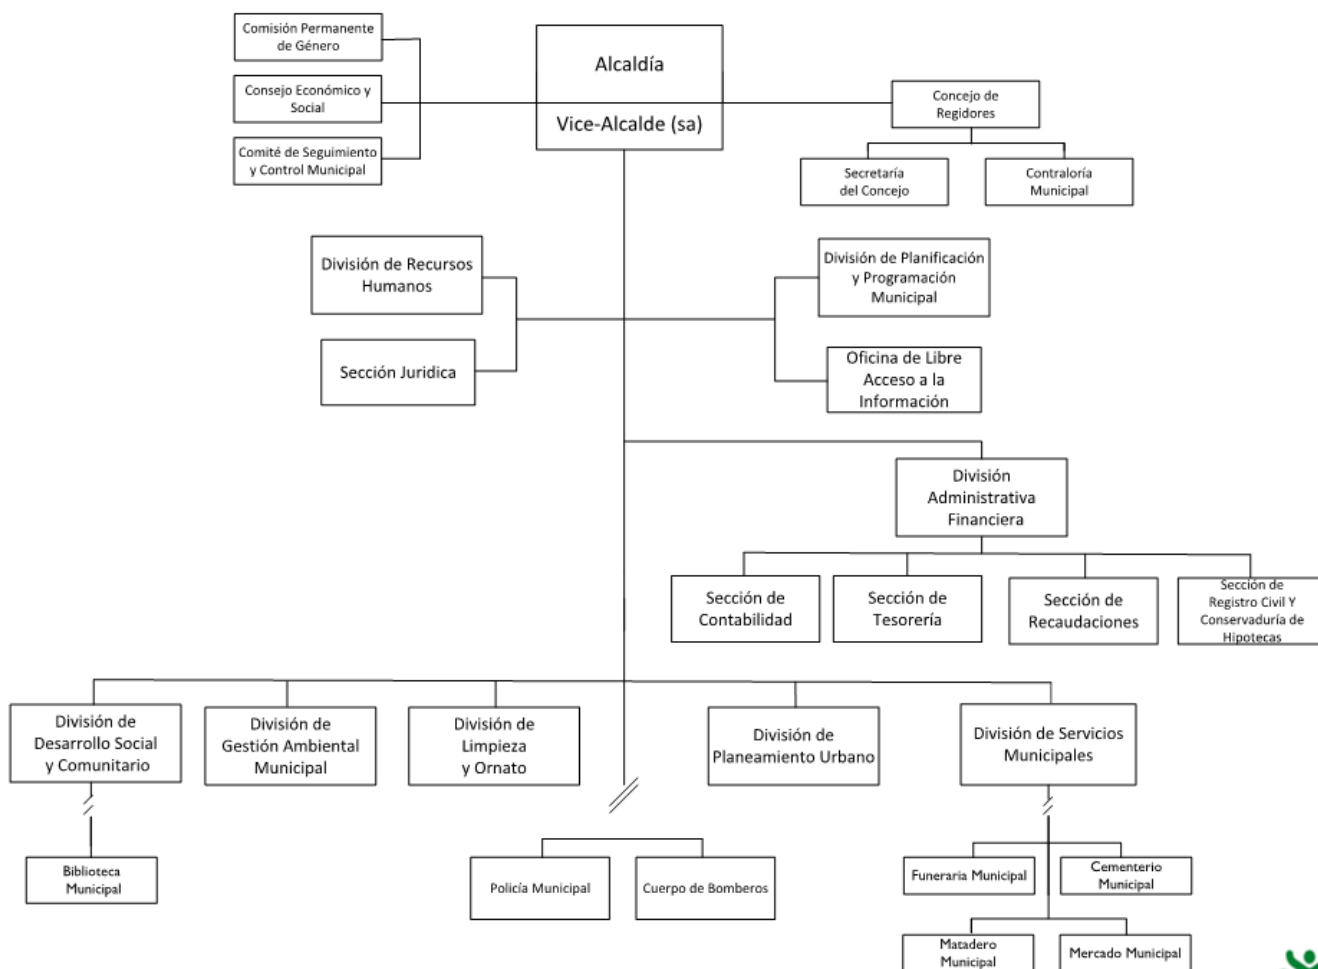 Comisión Permanente
de Género
Alcaldía
Consejo Económico y
Social
Concejo de
Regidores
Vice-Alcalde (sa)
Comité de Seguimiento
y Control Municipal
Secretaría
del Concejo
Contraloría
Municipal
División de Recursos
Humanos
División de Planificación
y Programación
Municipal
Sección Juridica
Oficina de Libre
Acceso a la
Información
División
Administrativa
Financiera
Sección de
Contabilidad
Sección de
Tesorería
Sección de
Recaudaciones
Sección de
Registro Civil Y
Conservaduría de
Hipotecas
División de
Desarrollo Social
y Comunitario
División de
Gestión Ambiental
Municipal
División de
Limpieza
y Ornato
División de
Planeamiento Urbano
División de Servicios
Municipales
Biblioteca
Municipal
Policía Municipal
Cuerpo de Bomberos
Funeraria Municipal
Cementerio
Municipal
Matadero
Municipal
Mercado Municipal